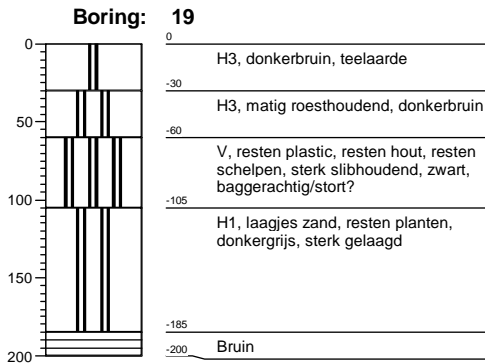 Boring: 19
0
0
H3, donkerbruin, teelaarde
-30
H3, matig roesthoudend, donkerbruin
50
-60
V, resten plastic, resten hout, resten
schelpen, sterk slibhoudend, zwart,
baggerachtig/stort?
100
-105
H1, laagjes zand, resten planten,
donkergrijs, sterk gelaagd
150
-185
Bruin
200
-200